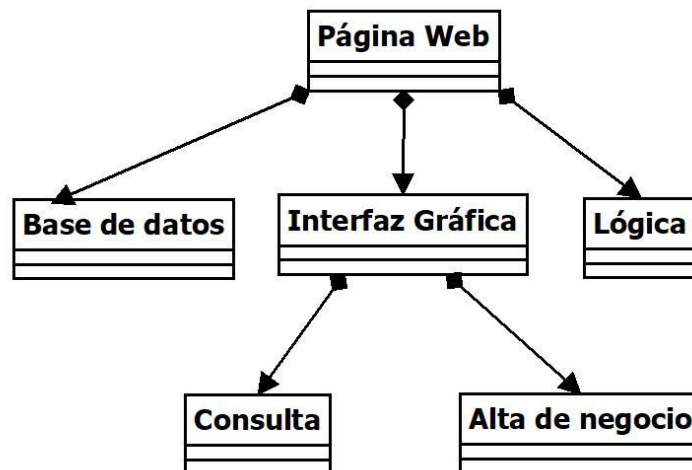 Página Web
Base de datos
Interfaz Gráfica
Lógica
Consulta
Alta de negocio